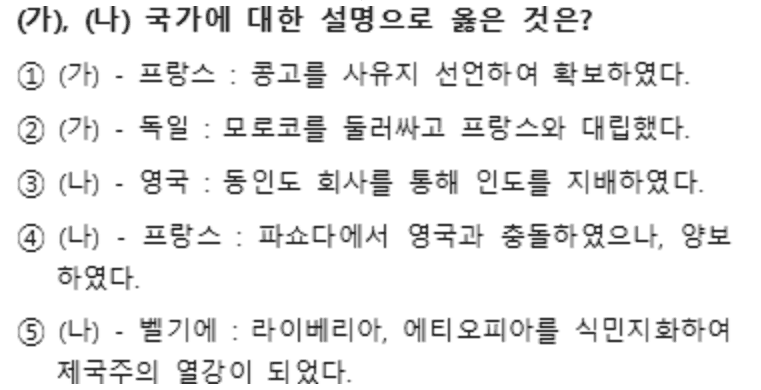 (가), (나) 국가에 대한 설명으로 옳은 것은?
① (가) - 프랑스 : 콩고를 사유지 선언하여 확보하였다.
② (가) - 독일 : 모로코를 둘러싸고 프랑스와 대립했다.
③ (나) - 영국 : 동인도 회사를 통해 인도를 지배하였다.
④ (나) - 프랑스 : 파쇼다에서 영국과 충돌하였으나, 양보
하였다.
⑤ (나) - 벨기에 : 라이베리아, 에티오피아를 식민지화하여
제국주의 열강이 되었다.